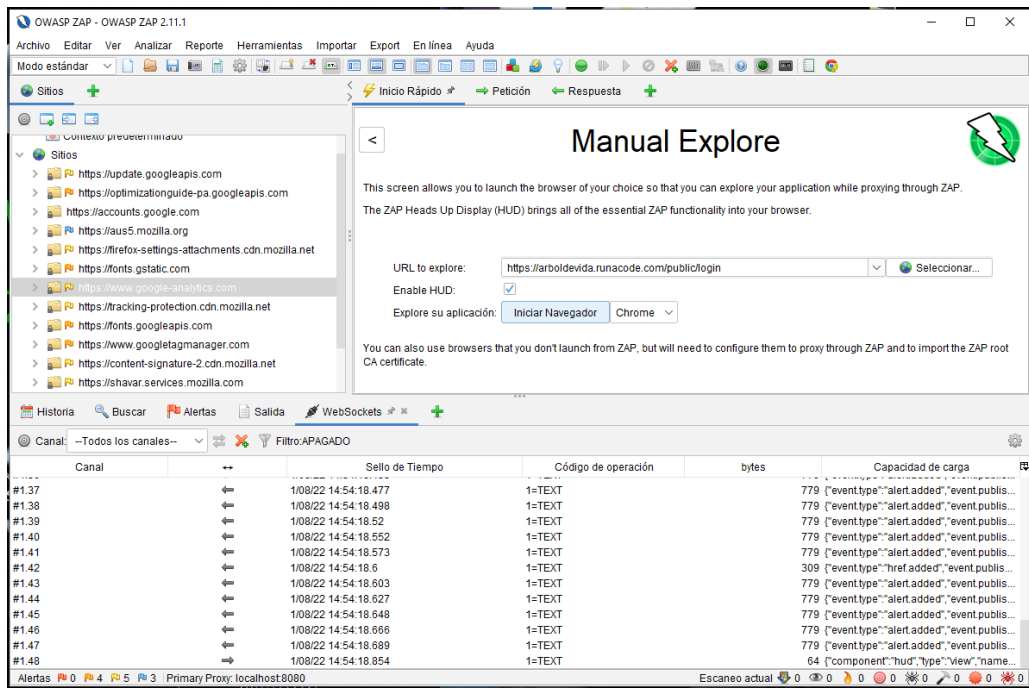 OWASP ZAP - OWASP ZAP 2.11.1
Archivo Editar Ver Analizar Reporte Herramientas Importar Export En línea Ayuda
Modo estándar
Sitios
Inicio Rápido Petición Respuesta
Contexto predeterminado
Sitios
https://update.googleapis.com
https://optimizationguide-pa.googleapis.com
https://accounts.google.com
https://aus5.mozilla.org
https://firefox-settings-attachments.cdn.mozilla.net
https://fonts.gstatic.com
https://www.google-analytics.com
https://tracking-protection.cdn.mozilla.net
https://fonts.googleapis.com
https://www.googletagmanager.com
https://content-signature-2.cdn.mozilla.net
https://shavar.services.mozilla.com
<
Manual Explore
This screen allows you to launch the browser of your choice so that you can explore your application while proxying through ZAP.
The ZAP Heads Up Display (HUD) brings all of the essential ZAP functionality into your browser.
URL to explore: https://arboldevida.runacode.com/public/login Seleccionar...
Enable HUD:
Explore su aplicación: Iniciar Navegador Chrome
You can also use browsers that you don't launch from ZAP, but will need to configure them to proxy through ZAP and to import the ZAP root
CA certificate.
Historia Buscar Alertas Salida WebSockets
Canal: --Todos los canales-- Filtro:APAGADO
Canal ↔ Sello de Tiempo Código de operación bytes Capacidad de carga
#1.37 1/08/22 14:54:18.477 1=TEXT 779 {"event.type":"alert.added","event.publis...
#1.38 1/08/22 14:54:18.498 1=TEXT 779 {"event.type":"alert.added","event.publis...
#1.39 1/08/22 14:54:18.52 1=TEXT 779 {"event.type":"alert.added","event.publis...
#1.40 1/08/22 14:54:18.552 1=TEXT 779 {"event.type":"alert.added","event.publis...
#1.41 1/08/22 14:54:18.573 1=TEXT 779 {"event.type":"alert.added","event.publis...
#1.42 1/08/22 14:54:18.6 1=TEXT 309 {"event.type":"href.added","event.publis...
#1.43 1/08/22 14:54:18.603 1=TEXT 779 {"event.type":"alert.added","event.publis...
#1.44 1/08/22 14:54:18.627 1=TEXT 779 {"event.type":"alert.added","event.publis...
#1.45 1/08/22 14:54:18.648 1=TEXT 779 {"event.type":"alert.added","event.publis...
#1.46 1/08/22 14:54:18.666 1=TEXT 779 {"event.type":"alert.added","event.publis...
#1.47 1/08/22 14:54:18.689 1=TEXT 779 {"event.type":"alert.added","event.publis...
#1.48 1/08/22 14:54:18.854 1=TEXT 64 {"component":"hud","type":"view","name...
Alertas 0 4 5 3 Primary Proxy: localhost:8080 Escaneo actual 0 0 0 0 0 0 0 0